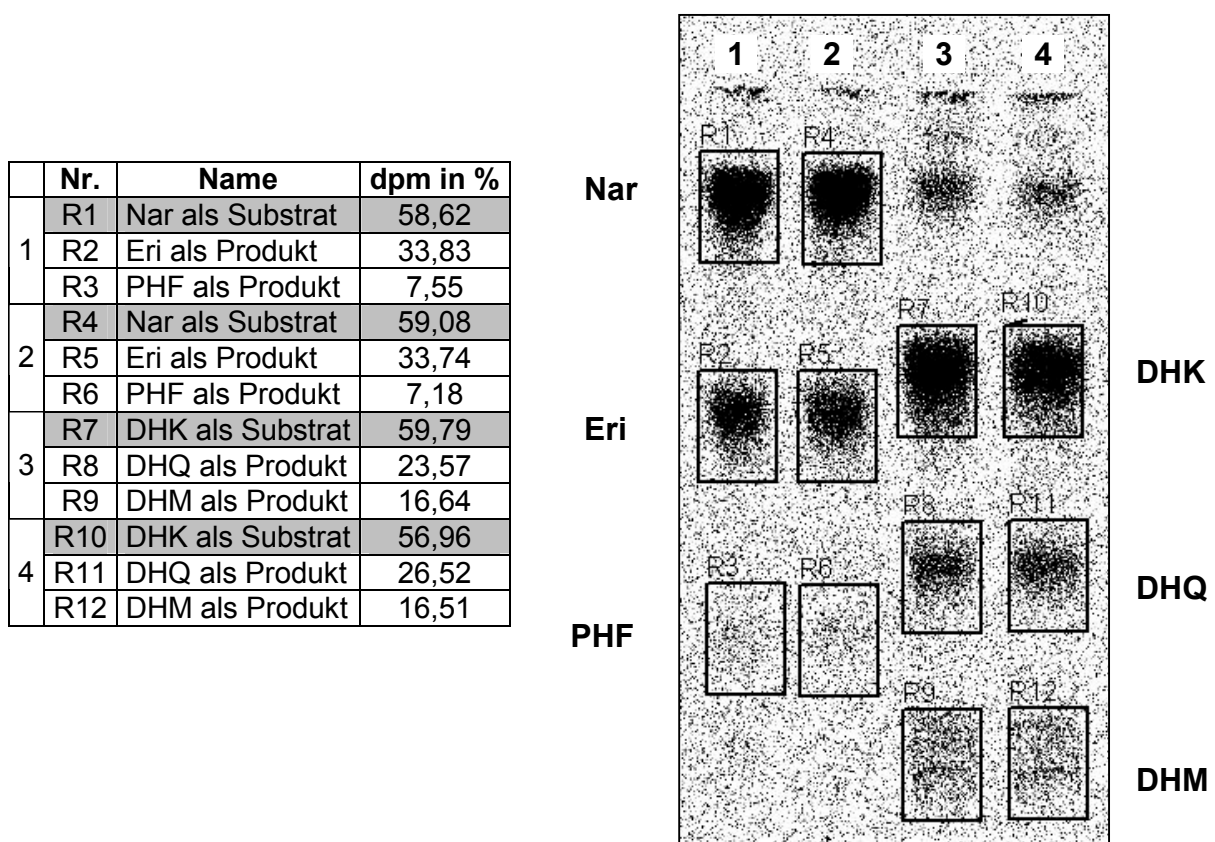 Nr. Name dpm in %
1
R1 Nar als Substrat 58,62
R2 Eri als Produkt 33,83
R3 PHF als Produkt 7,55
2
R4 Nar als Substrat 59,08
R5 Eri als Produkt 33,74
R6 PHF als Produkt 7,18
3
R7 DHK als Substrat 59,79
R8 DHQ als Produkt 23,57
R9 DHM als Produkt 16,64
4
R10 DHK als Substrat 56,96
R11 DHQ als Produkt 26,52
R12 DHM als Produkt 16,51
Nar
Eri
PHF
1 2 3 4
R1 R4
R7 R10
R2 R5
R8 R11
R3 R6
R9 R12
DHK
DHQ
DHM